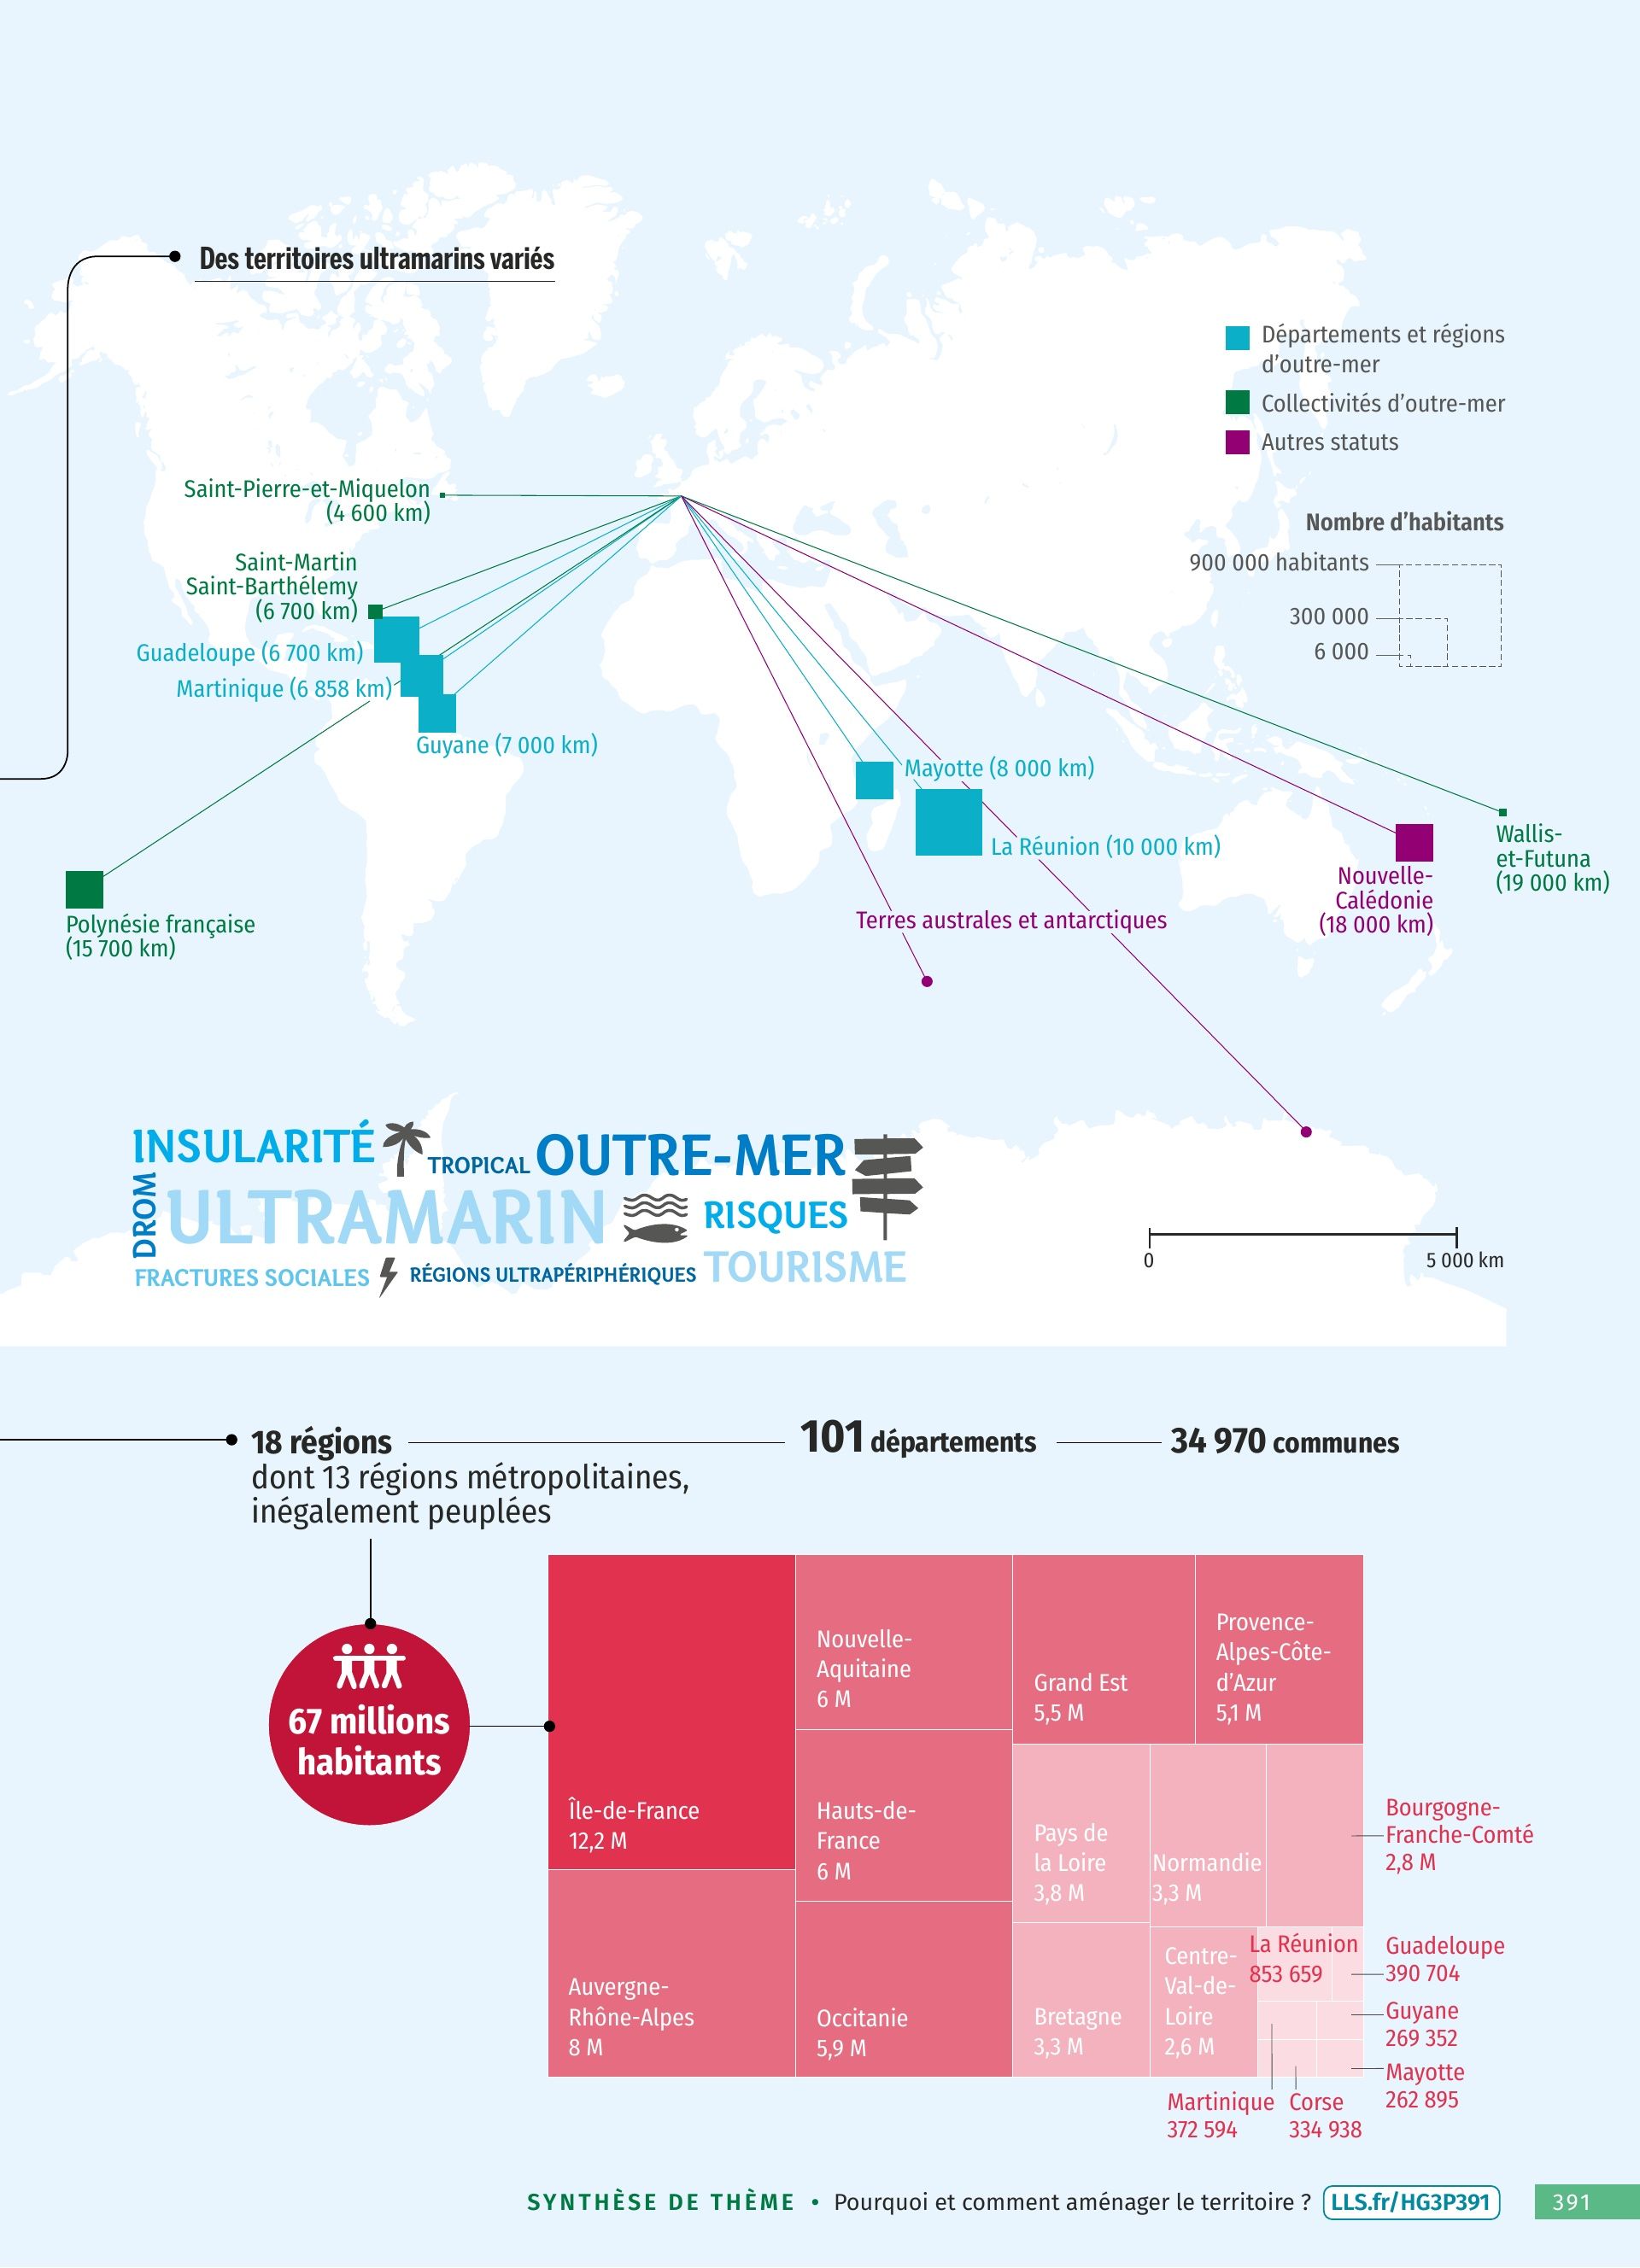 Des territoires ultramarins variés
Départements et régions
d’outre-mer
Collectivités d’outre-mer
Autres statuts
Nombre d’habitants
900 000 habitants
300 000
6 000
Saint-Pierre-et-Miquelon
(4 600 km)
Saint-Martin
Saint-Barthélemy
(6 700 km)
Guadeloupe (6 700 km)
Martinique (6 858 km)
Guyane (7 000 km)
Mayotte (8 000 km)
La Réunion (10 000 km)
Wallis-
et-Futuna
(19 000 km)
Nouvelle-
Calédonie
(18 000 km)
Terres australes et antarctiques
Polynésie française
(15 700 km)
INSULARITÉ
TROPICAL
OUTRE-MER
DROM
ULTRAMARIN
RISQUES
FRACTURES SOCIALES
RÉGIONS ULTRAPÉRIPHÉRIQUES
TOURISME
0
5 000 km
18 régions
dont 13 régions métropolitaines,
inégalement peuplées
101 départements
34 970 communes
67 millions
habitants
Île-de-France
12,2 M
Auvergne-
Rhône-Alpes
8 M
Nouvelle-
Aquitaine
6 M
Hauts-de-
France
6 M
Occitanie
5,9 M
Grand Est
5,5 M
Provence-
Alpes-Côte-
d’Azur
5,1 M
Pays de
la Loire
3,8 M
Normandie
3,3 M
Bourgogne-
Franche-Comté
2,8 M
Bretagne
3,3 M
Centre-
Val-de-
Loire
2,6 M
La Réunion
853 659
Guadeloupe
390 704
Guyane
269 352
Mayotte
262 895
Martinique
372 594
Corse
334 938
SYNTHÈSE DE THÈME • Pourquoi et comment aménager le territoire ? LLS.fr/HG3P391
391